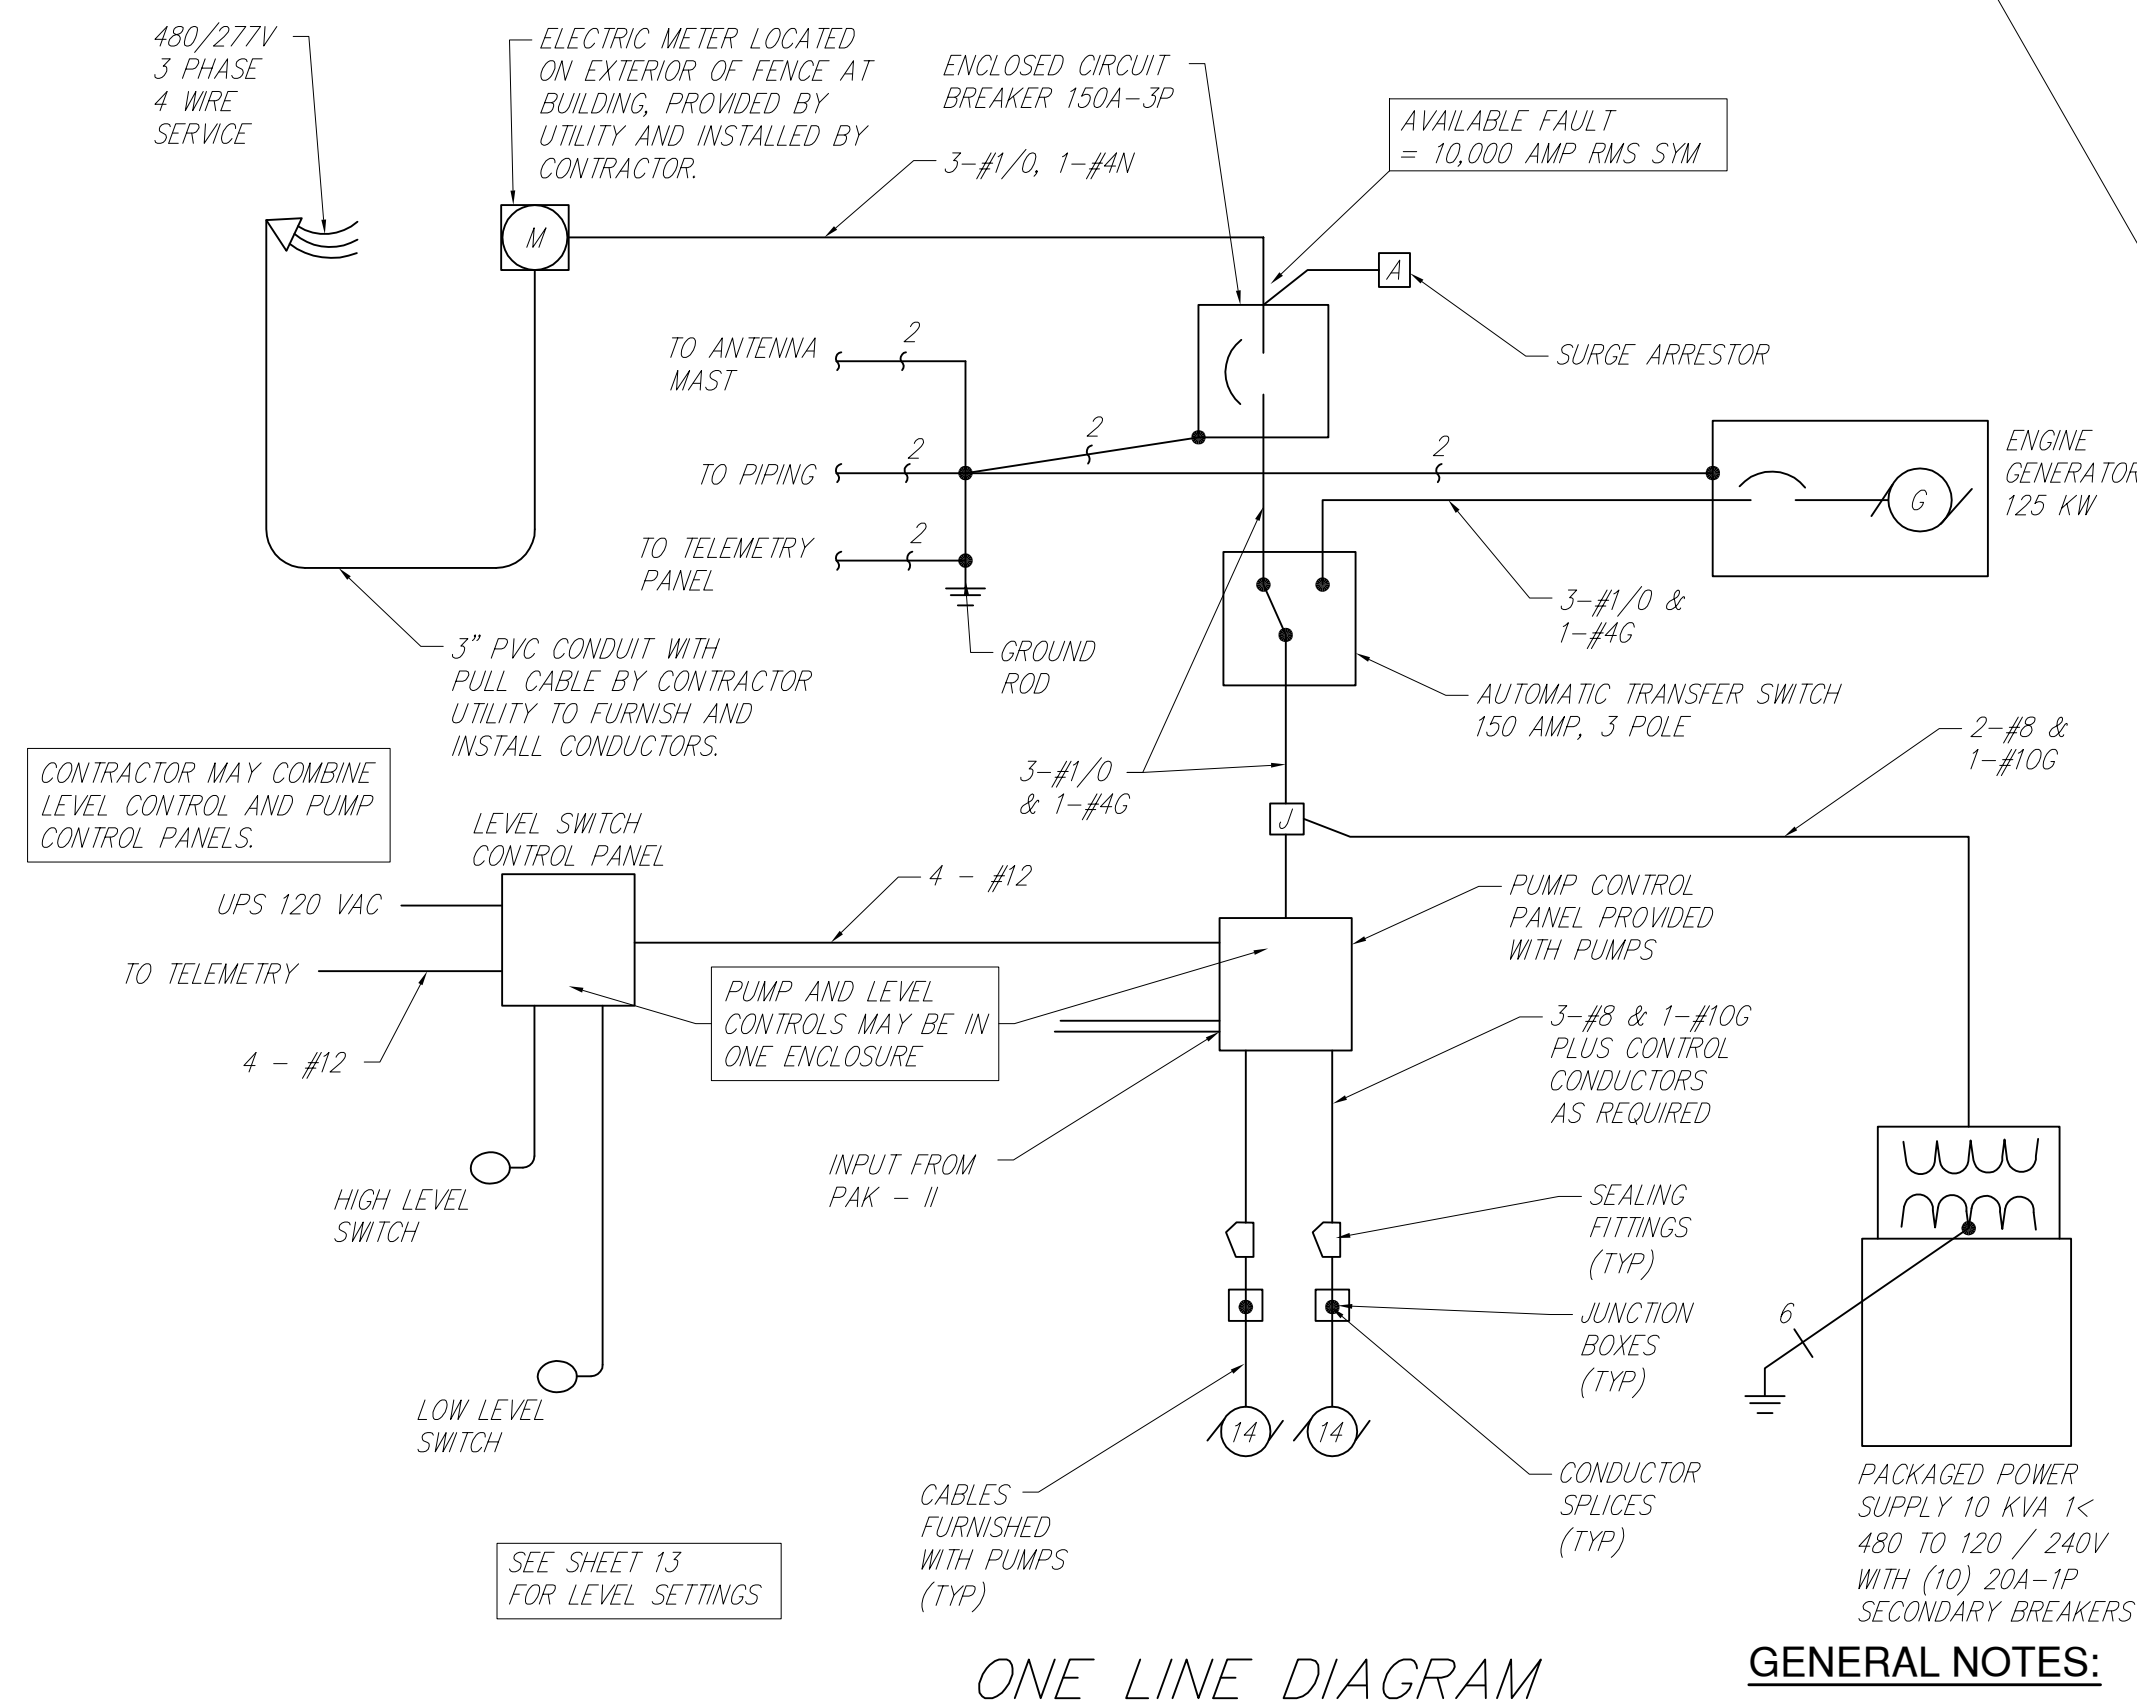 480/277V
3 PHASE
4 WIRE
SERVICE
ELECTRIC METER LOCATED
ON EXTERIOR OF FENCE AT
BUILDING, PROVIDED BY
UTILITY AND INSTALLED BY
CONTRACTOR.
ENCLOSED CIRCUIT
BREAKER 150A-3P
3-#1/0, 1-#4N
AVAILABLE FAULT
= 10,000 AMP RMS SYM
M
A
SURGE ARRESTOR
TO ANTENNA
MAST
2
TO PIPING
2
2
2
TO TELEMETRY
PANEL
2
ENGINE
GENERATOR
125 KW
G
GROUND
ROD
3-#1/0 &
1-#4G
3" PVC CONDUIT WITH
PULL CABLE BY CONTRACTOR
UTILITY TO FURNISH AND
INSTALL CONDUCTORS.
AUTOMATIC TRANSFER SWITCH
150 AMP, 3 POLE
2-#8 &
1-#10G
3-#1/0
& 1-#4G
J
CONTRACTOR MAY COMBINE
LEVEL CONTROL AND PUMP
CONTROL PANELS.
LEVEL SWITCH
CONTROL PANEL
UPS 120 VAC
4 - #12
TO TELEMETRY
4 - #12
PUMP AND LEVEL
CONTROLS MAY BE IN
ONE ENCLOSURE
PUMP CONTROL
PANEL PROVIDED
WITH PUMPS
3-#8 & 1-#10G
PLUS CONTROL
CONDUCTORS
AS REQUIRED
INPUT FROM
PAK - II
HIGH LEVEL
SWITCH
SEALING
FITTINGS
(TYP)
JUNCTION
BOXES
(TYP)
6
LOW LEVEL
SWITCH
14
14
CABLES
FURNISHED
WITH PUMPS
(TYP)
CONDUCTOR
SPLICES
(TYP)
PACKAGED POWER
SUPPLY 10 KVA 1<
480 TO 120 / 240V
WITH (10) 20A-1P
SECONDARY BREAKERS
SEE SHEET 13
FOR LEVEL SETTINGS
ONE LINE DIAGRAM
GENERAL NOTES: